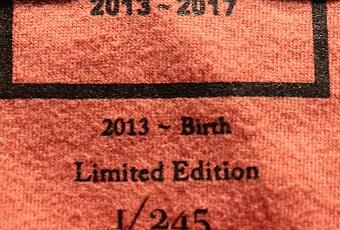 2013 ~ 2017
2013 ~ Birth
Limited Edition
1/245